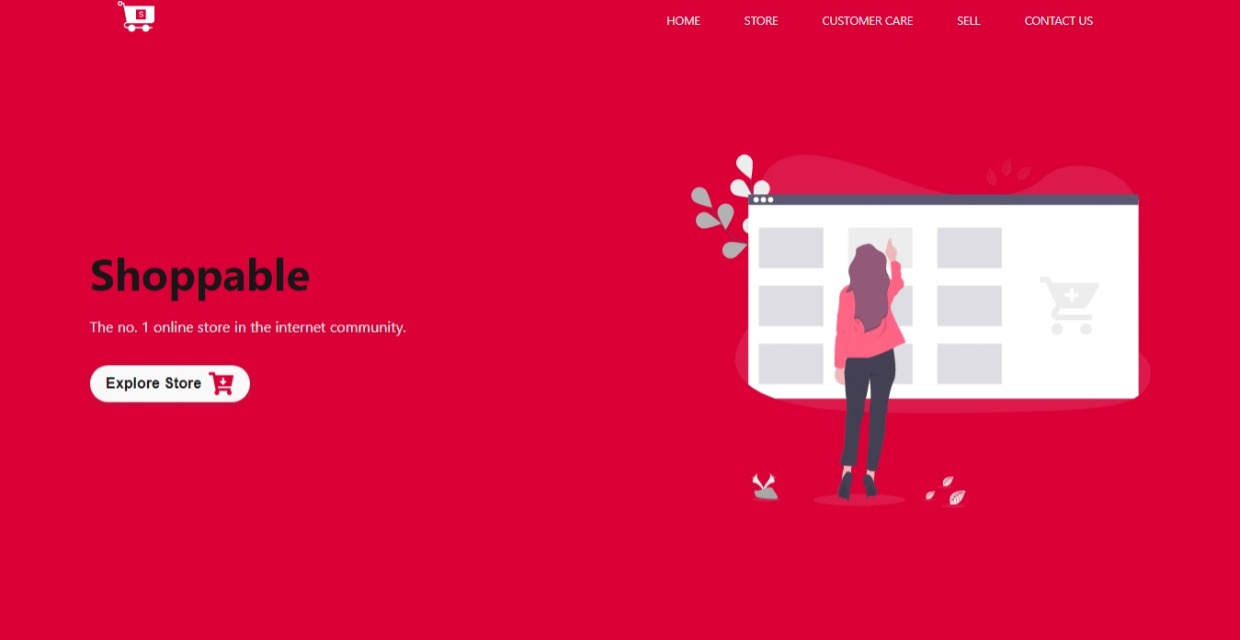 S
HOME STORE CUSTOMER CARE SELL CONTACT US
Shoppable
The no. 1 online store in the internet community.
Explore Store